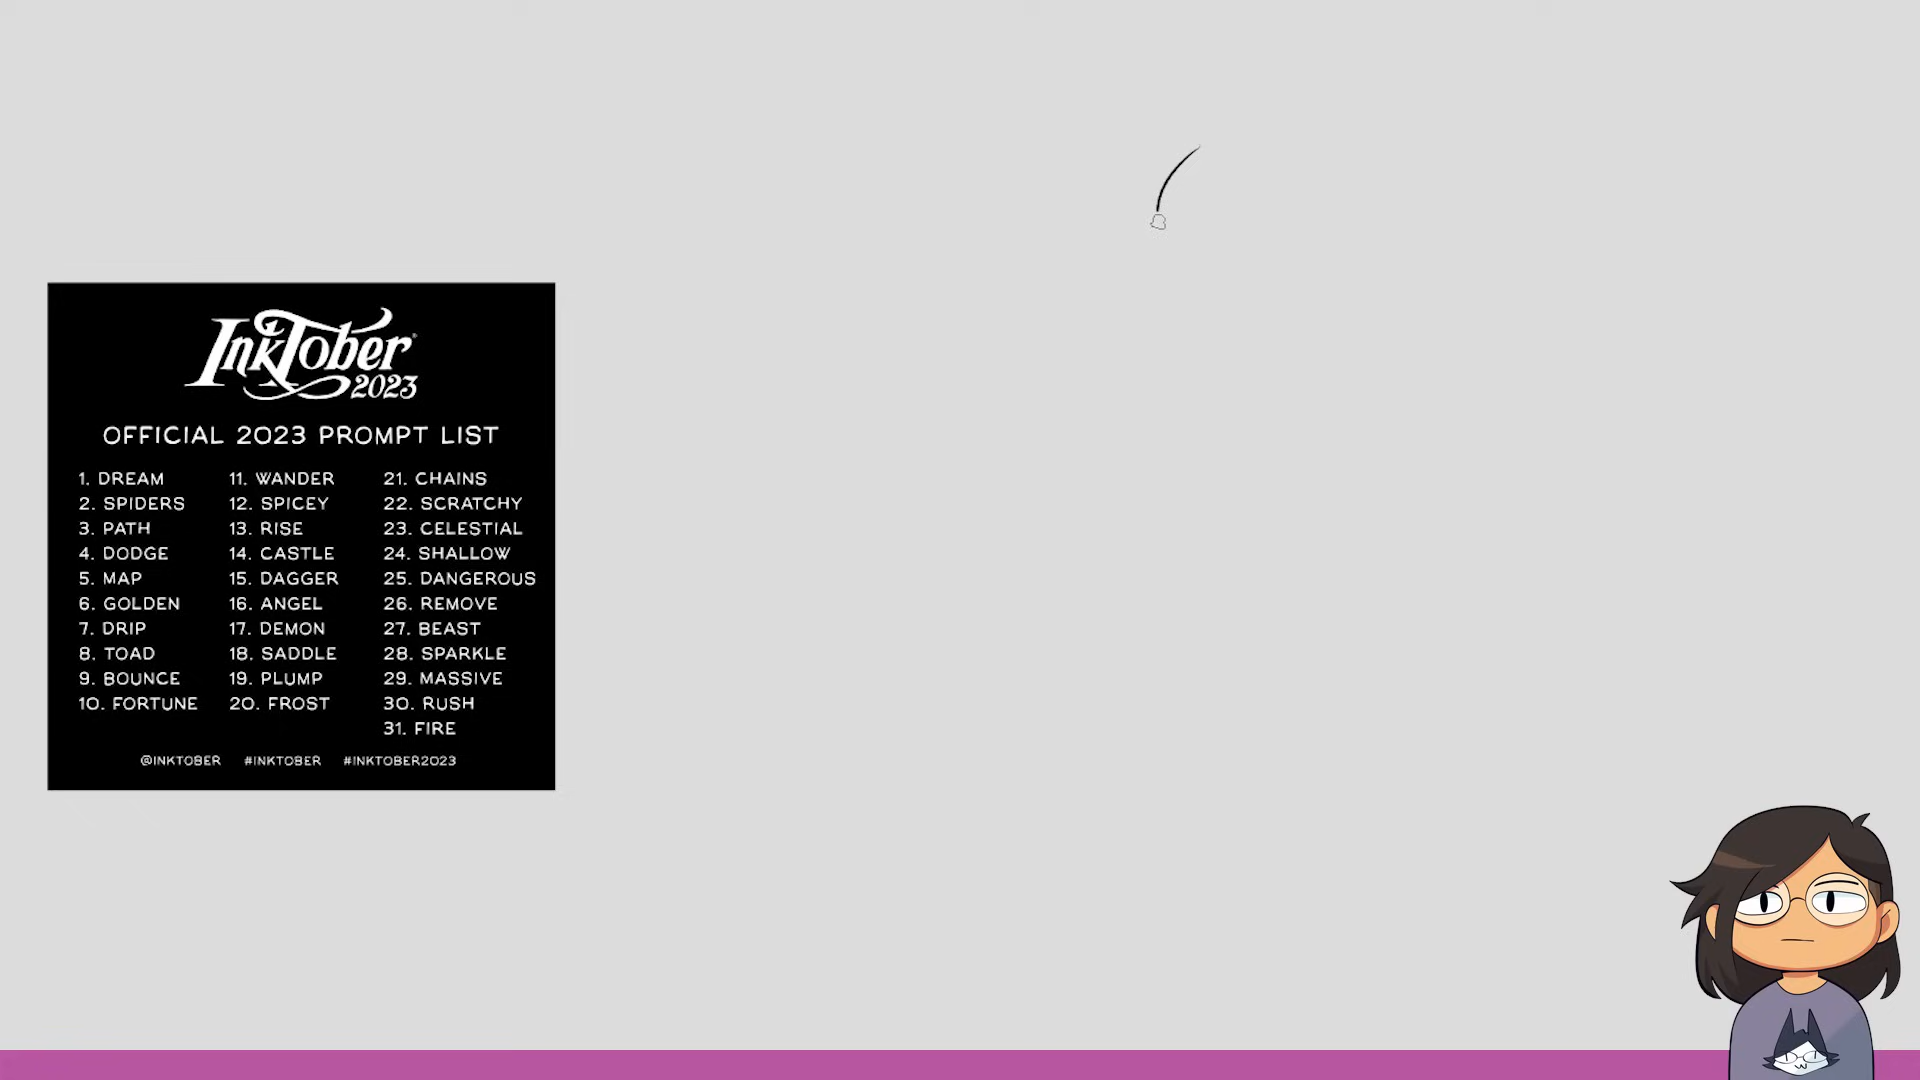 InkTober
2023
OFFICIAL 2023 PROMPT LIST
1. DREAM
2. SPIDERS
3. PATH
4. DODGE
5. MAP
6. GOLDEN
7. DRIP
8. TOAD
9. BOUNCE
10. FORTUNE
11. WANDER
12. SPICEY
13. RISE
14. CASTLE
15. DAGGER
16. ANGEL
17. DEMON
18. SADDLE
19. PLUMP
20. FROST
21. CHAINS
22. SCRATCHY
23. CELESTIAL
24. SHALLOW
25. DANGEROUS
26. REMOVE
27. BEAST
28. SPARKLE
29. MASSIVE
30. RUSH
31. FIRE
@INKTOBER #INKTOBER #INKTOBER2023